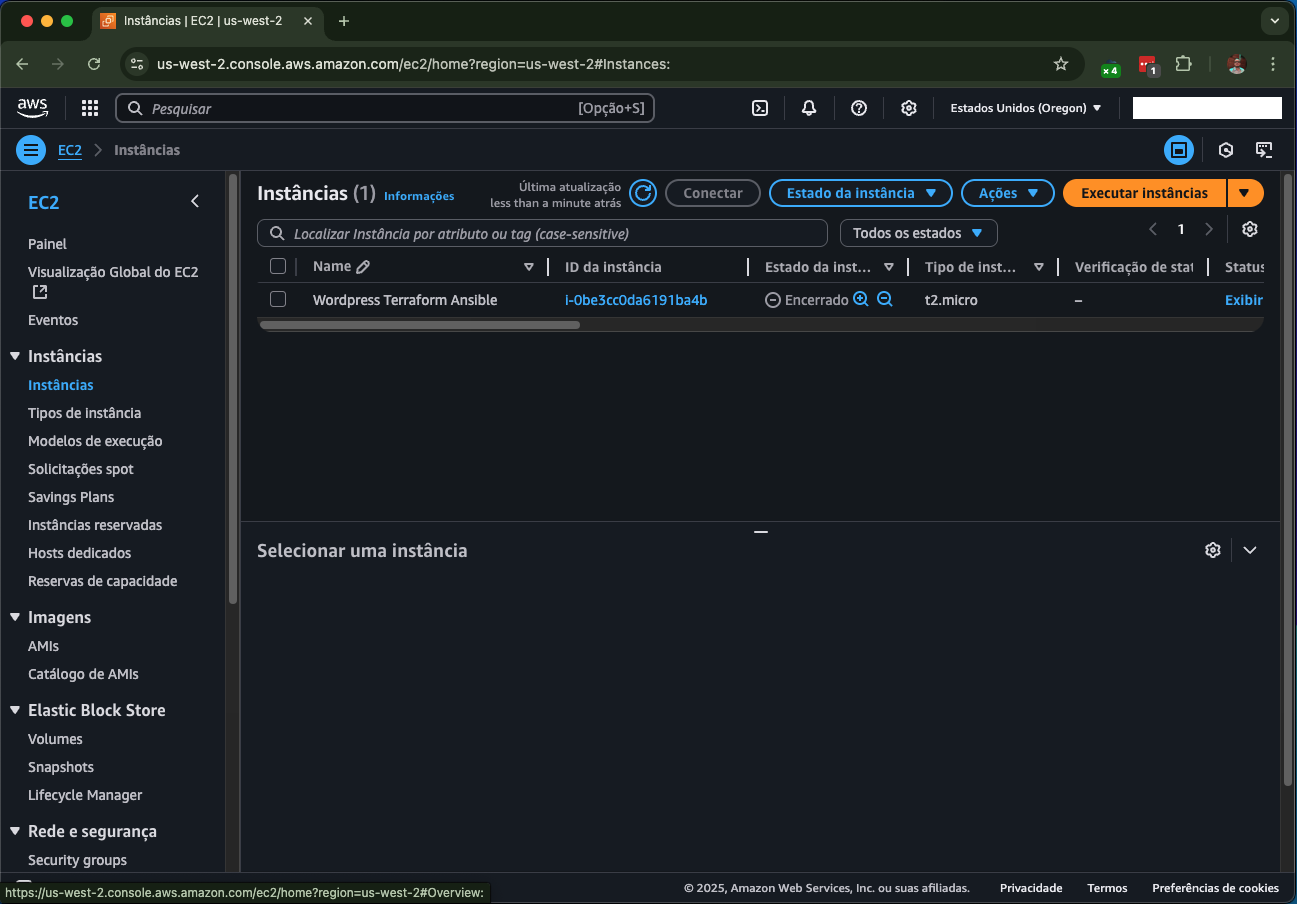 Instâncias | EC2 | us-west-2
us-west-2.console.aws.amazon.com/ec2/home?region=us-west-2#Instances:
× 4
1
aws
Pesquisar
[Opção+S]
Estados Unidos (Oregon)
EC2
Instâncias
EC2
Painel
Visualização Global do EC2
Eventos
Instâncias
Instâncias
Tipos de instância
Modelos de execução
Solicitações spot
Savings Plans
Instâncias reservadas
Hosts dedicados
Reservas de capacidade
Imagens
AMIs
Catálogo de AMIs
Elastic Block Store
Volumes
Snapshots
Lifecycle Manager
Rede e segurança
Security groups
Instâncias (1) Informações
Última atualização
less than a minute atrás
Conectar
Estado da instância
Ações
Executar instâncias
Localizar Instância por atributo ou tag (case-sensitive)
Todos os estados
1
Name
ID da instância
Estado da inst...
Tipo de inst...
Verificação de stat
Status
Wordpress Terraform Ansible
i-0be3cc0da6191ba4b
Encerrado
t2.micro
–
Exibir
Selecionar uma instância
https://us-west-2.console.aws.amazon.com/ec2/home?region=us-west-2#Overview:
© 2025, Amazon Web Services, Inc. ou suas afiliadas.
Privacidade
Termos
Preferências de cookies